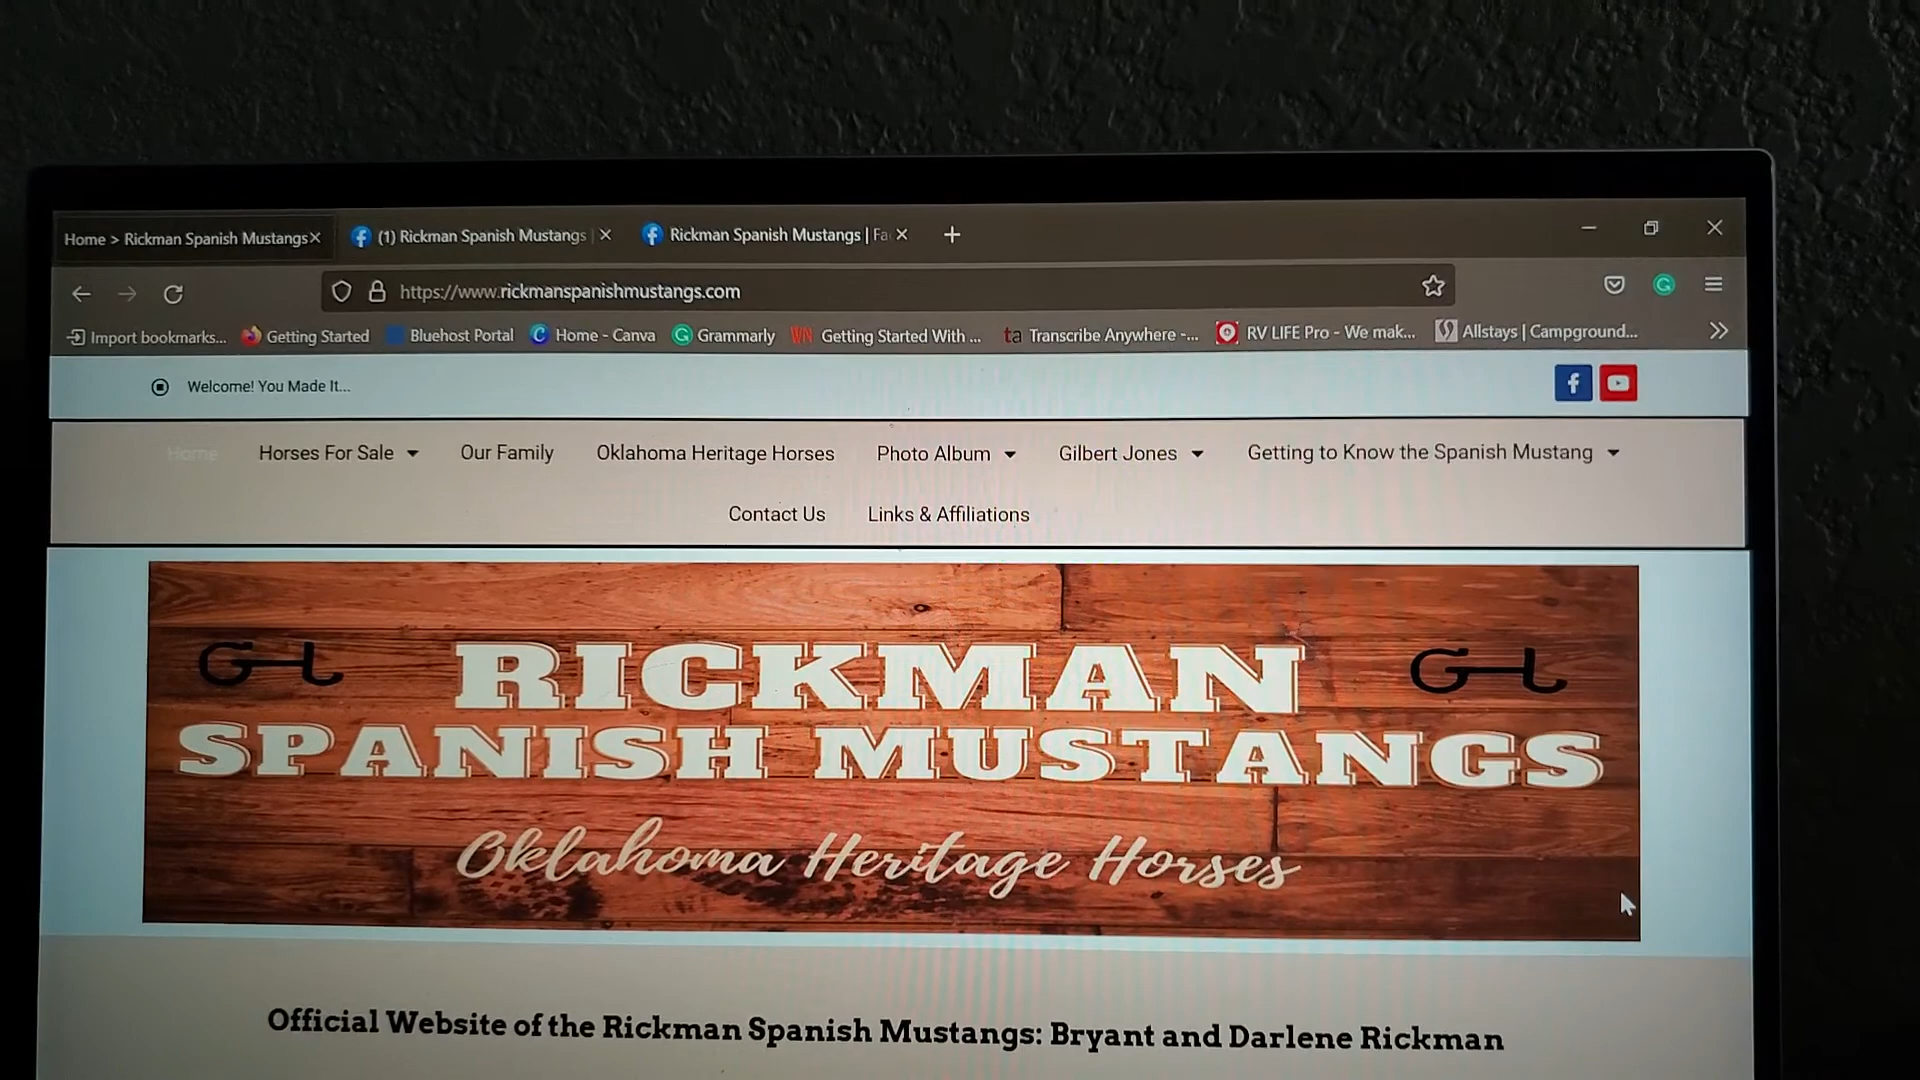 Home > Rickman Spanish Mustangs (1) Rickman Spanish Mustangs | Rickman Spanish Mustangs | Fa
https://www.rickmanspanishmustangs.com
Import bookmarks... Getting Started Bluehost Portal Home - Canva Grammarly WN Getting Started With ... ta Transcribe Anywhere -... RV LIFE Pro - We mak... Allstays | Campground...
Welcome! You Made It...
Home Horses For Sale Our Family Oklahoma Heritage Horses Photo Album Gilbert Jones Getting to Know the Spanish Mustang
Contact Us Links & Affiliations
RICKMAN
SPANISH MUSTANGS
Oklahoma Heritage Horses
Official Website of the Rickman Spanish Mustangs: Bryant and Darlene Rickman